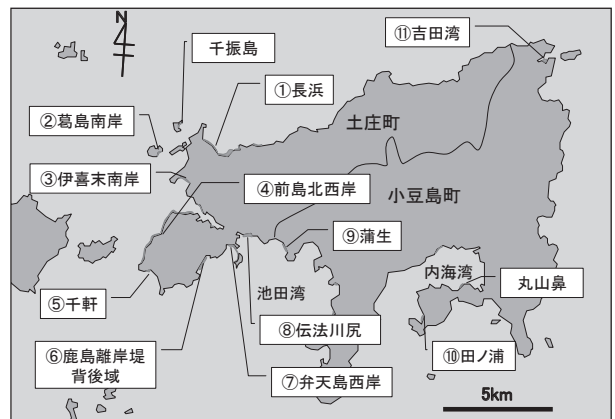 N
千振島
⑪吉田湾
①長浜
②葛島南岸
土庄町
③伊喜末南岸
④前島北西岸
小豆島町
⑨蒲生
内海湾
丸山鼻
池田湾
⑤千軒
⑧伝法川尻
⑥鹿島離岸堤
背後域
⑩田ノ浦
⑦弁天島西岸
5km